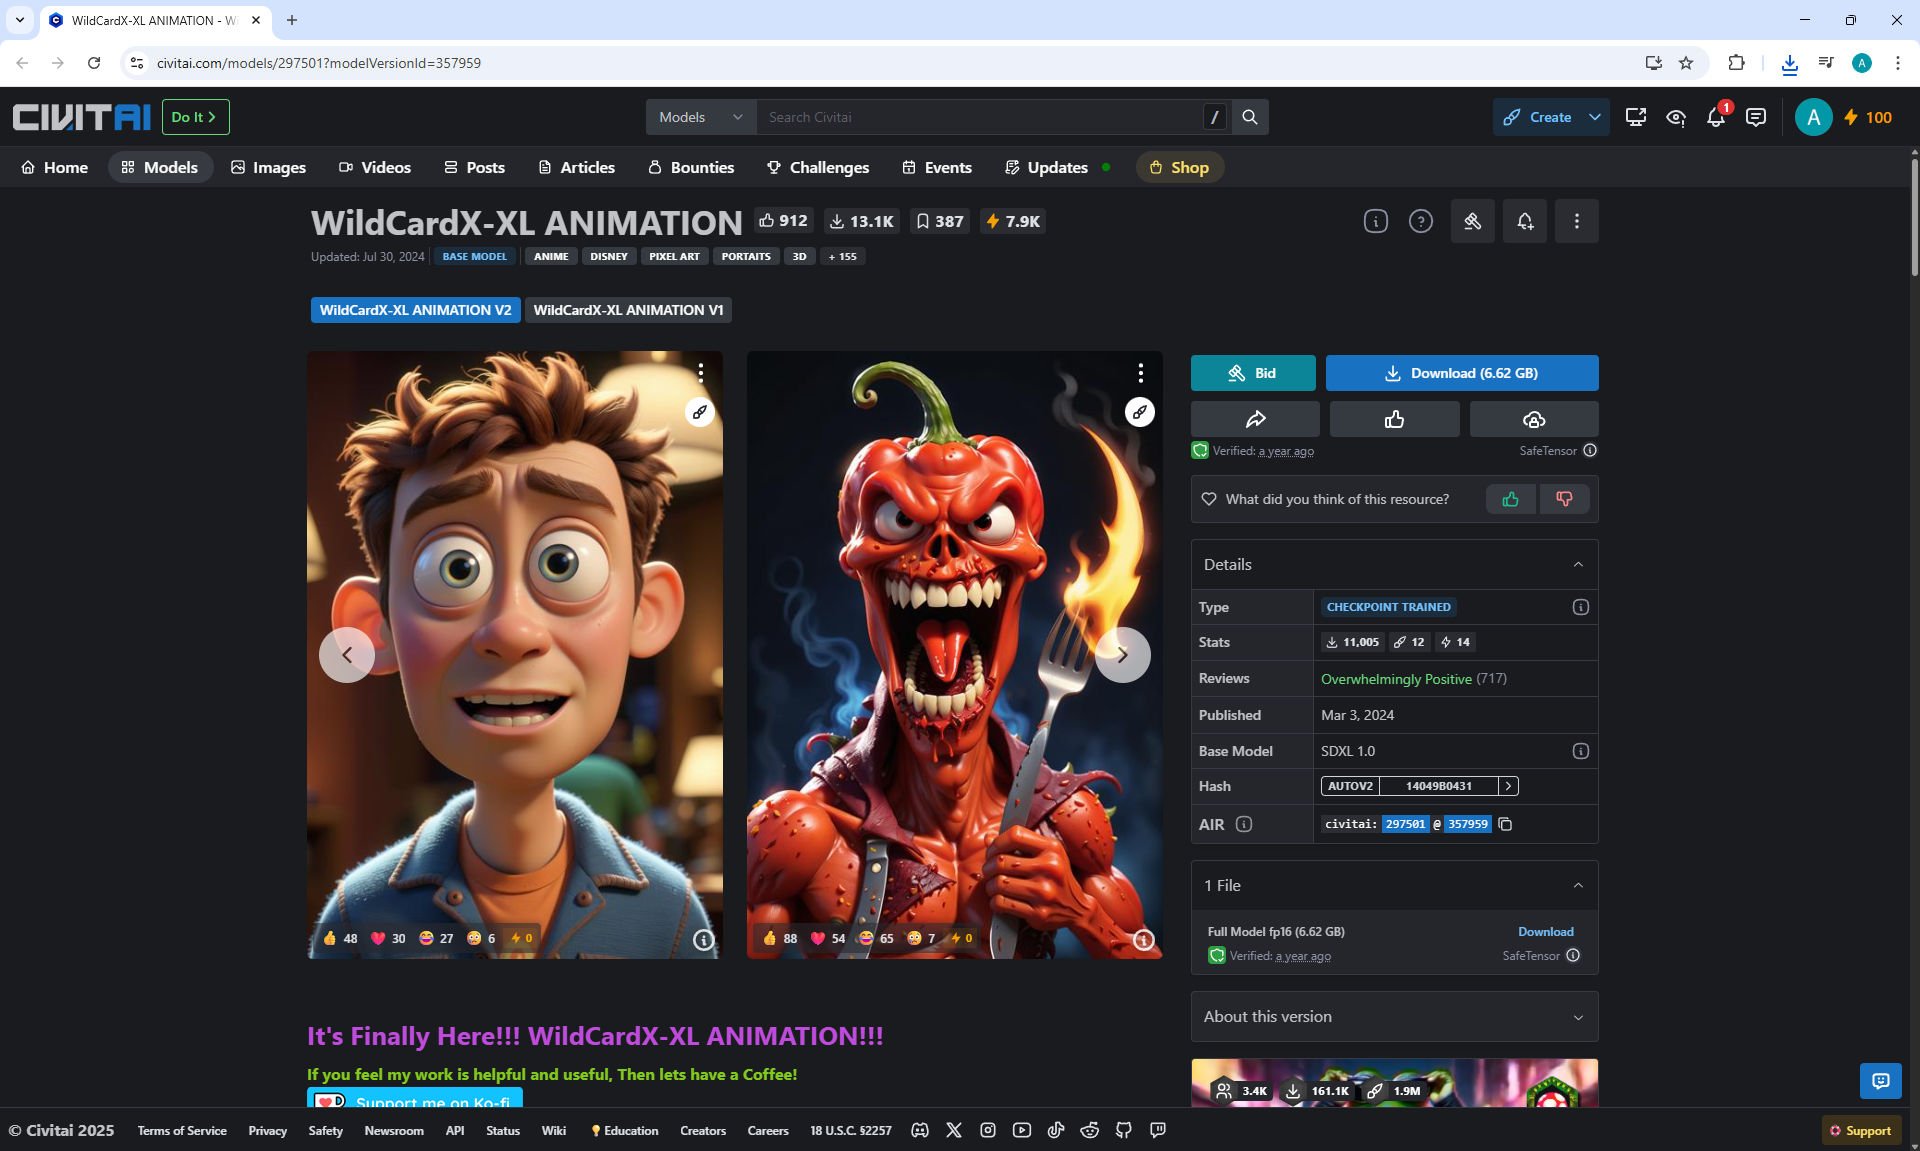 WildCardX-XL ANIMATION - Wi
civitai.com/models/297501?modelVersionId=357959
A
CIVITAI
Do It >
Models
Search Civitai
/
Create
1
A
100
Home
Models
Images
Videos
Posts
Articles
Bounties
Challenges
Events
Updates
Shop
WildCardX-XL ANIMATION
912
13.1K
387
7.9K
Updated: Jul 30, 2024
BASE MODEL
ANIME
DISNEY
PIXEL ART
PORTAITS
3D
+ 155
WildCardX-XL ANIMATION V2
WildCardX-XL ANIMATION V1
48
30
27
6
0
88
54
65
7
0
Bid
Download (6.62 GB)
Verified: a year ago
SafeTensor
What did you think of this resource?
Details
Type
CHECKPOINT TRAINED
Stats
11,005
12
14
Reviews
Overwhelmingly Positive (717)
Published
Mar 3, 2024
Base Model
SDXL 1.0
Hash
AUTOV2
14049B0431
AIR
civitai: 297501 @ 357959
1 File
Full Model fp16 (6.62 GB)
Download
Verified: a year ago
SafeTensor
About this version
3.4K
161.1K
1.9M
It's Finally Here!!! WildCardX-XL ANIMATION!!!
If you feel my work is helpful and useful, Then lets have a Coffee!
Support me on Ko-fi
© Civitai 2025
Terms of Service
Privacy
Safety
Newsroom
API
Status
Wiki
Education
Creators
Careers
18 U.S.C. §2257
Support